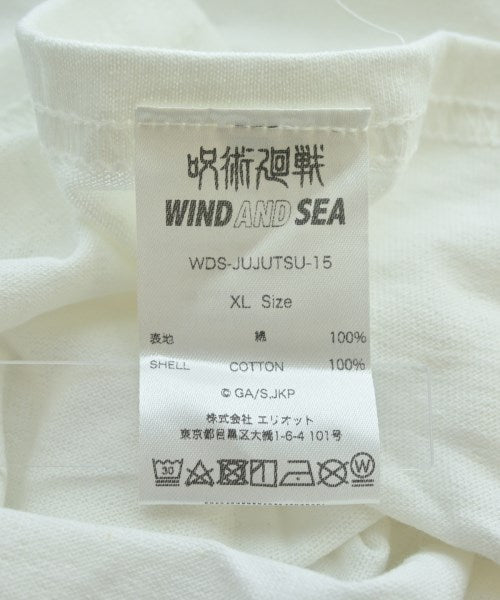 呪術廻戦
WIND AND SEA
WDS-JUJUTSU-15
XL Size
表地 綿 100%
SHELL COTTON 100%
© GA/S.JKP
株式会社 エリオット
東京都目黒区大橋1-6-4 101号
30 W